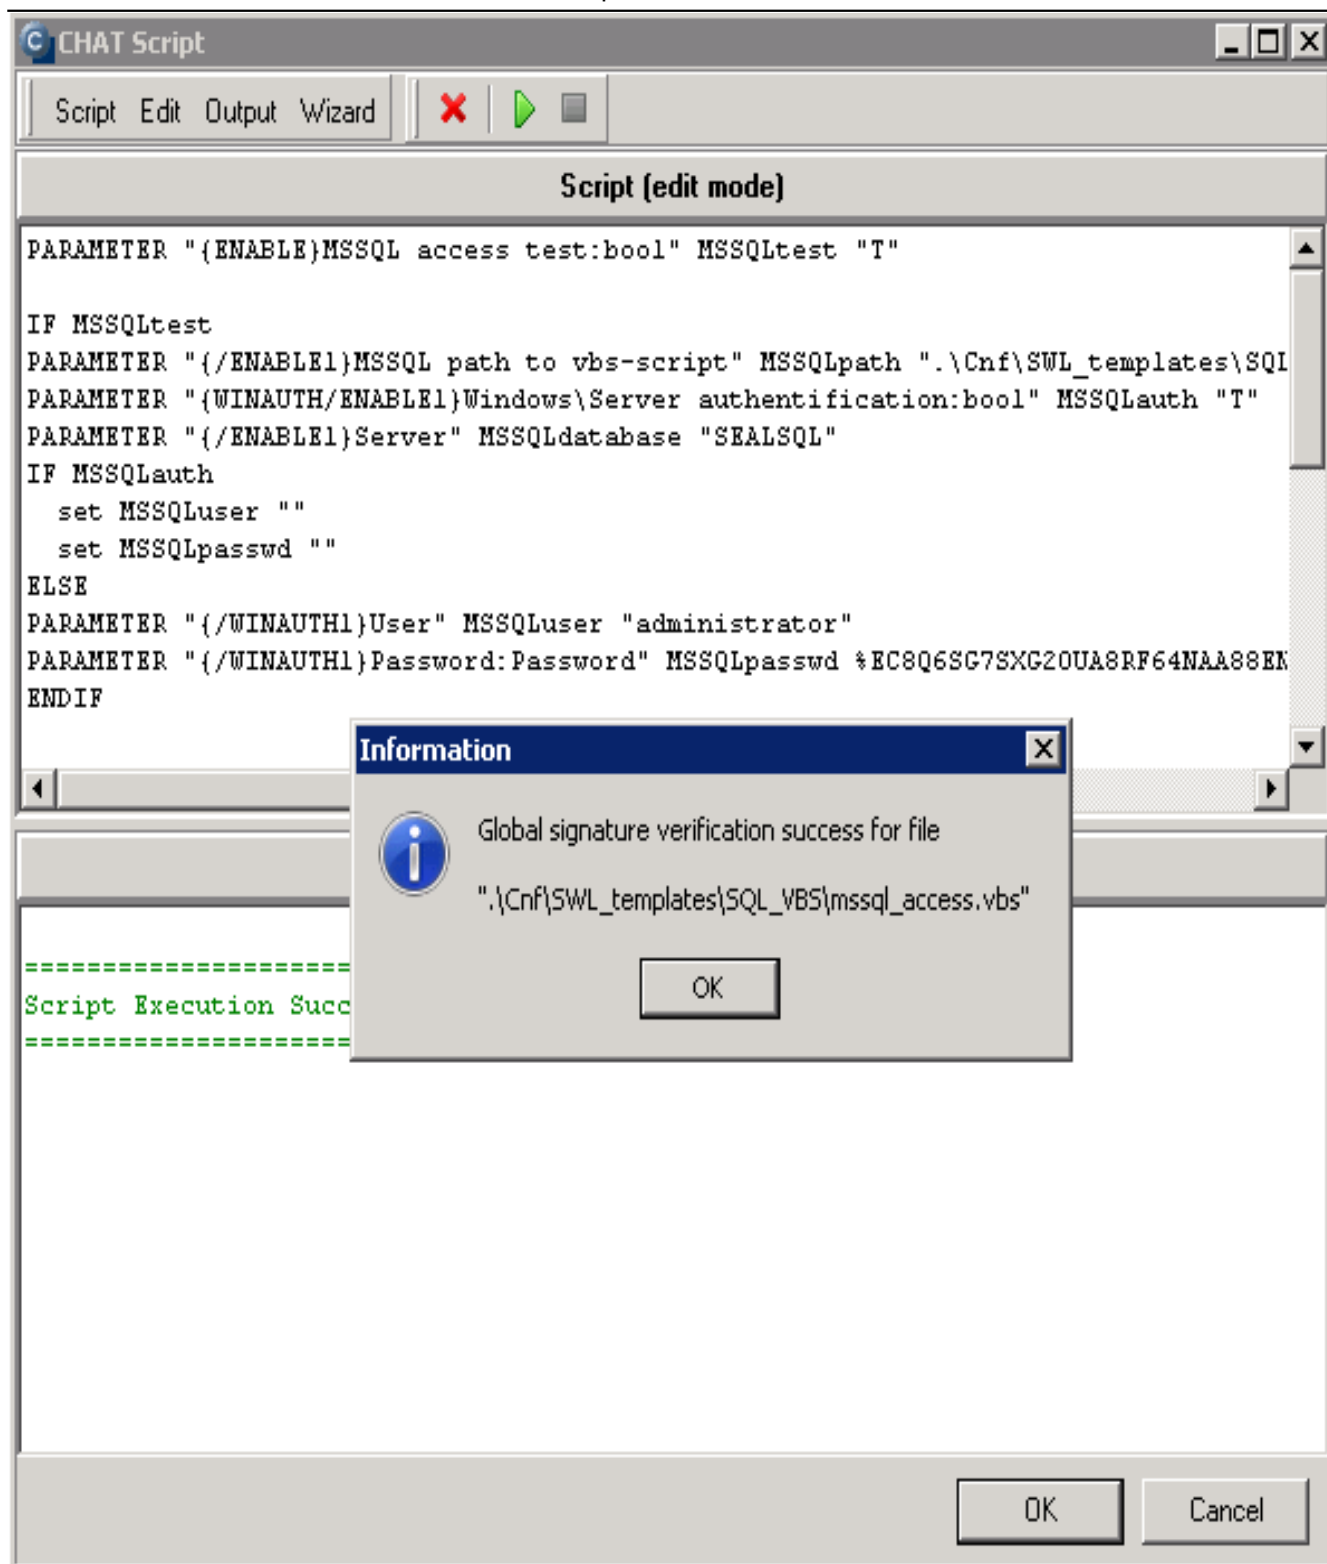 CHAT Script
Script Edit Output Wizard
Script (edit mode)
PARAMETER "{ENABLE}MSSQL access test:bool" MSSQLtest "T"
IF MSSQLtest
PARAMETER "{/ENABLE1}MSSQL path to vbs-script" MSSQLpath ".\Cnf\SWL_templates\SQL
PARAMETER "{WINAUTH/ENABLE1}Windows\Server authentification:bool" MSSQLauth "T"
PARAMETER "{/ENABLE1}Server" MSSQLdatabase "SEALSQL"
IF MSSQLauth
set MSSQLuser ""
set MSSQLpasswd ""
ELSE
PARAMETER "{/WINAUTH1}User" MSSQLuser "administrator"
PARAMETER "{/WINAUTH1}Password:Password" MSSQLpasswd %EC8Q6SG7SXG20UA8RF64NAA88EN
ENDIF
Information
Global signature verification success for file
".\Cnf\SWL_templates\SQL_VBS\mssql_access.vbs"
OK
=====================
Script Execution Succ
=====================
OK Cancel